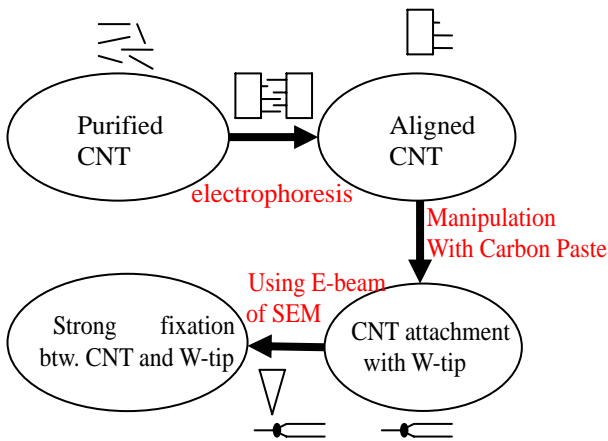 Purified
CNT
electrophoresis
Aligned
CNT
Manipulation
With Carbon Paste
CNT attachment
with W-tip
Using E-beam
of SEM
Strong fixation
btw. CNT and W-tip